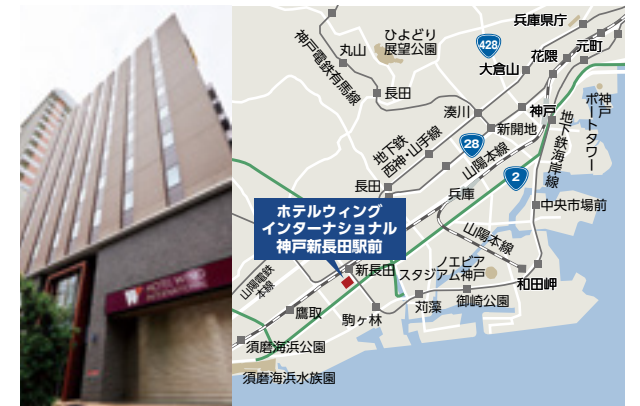 HOTEL WING
INTERNATIONAL
兵庫県庁
元町
花隈
大倉山
428
ひよどり
展望公園
丸山
神戸電鉄有馬線
長田
湊川
神戸
新開地
神戸
ポートタワー
地下鉄海岸線
地下鉄
西神・山手線
28
山陽本線
2
長田
兵庫
中央市場前
ホテルウィング
インターナショナル
神戸新長田駅前
山陽本線
ノエビア
スタジアム神戸
和田岬
新長田
山陽電鉄
本線
御崎公園
苅藻
駒ヶ林
鷹取
須磨海浜公園
須磨海浜水族園